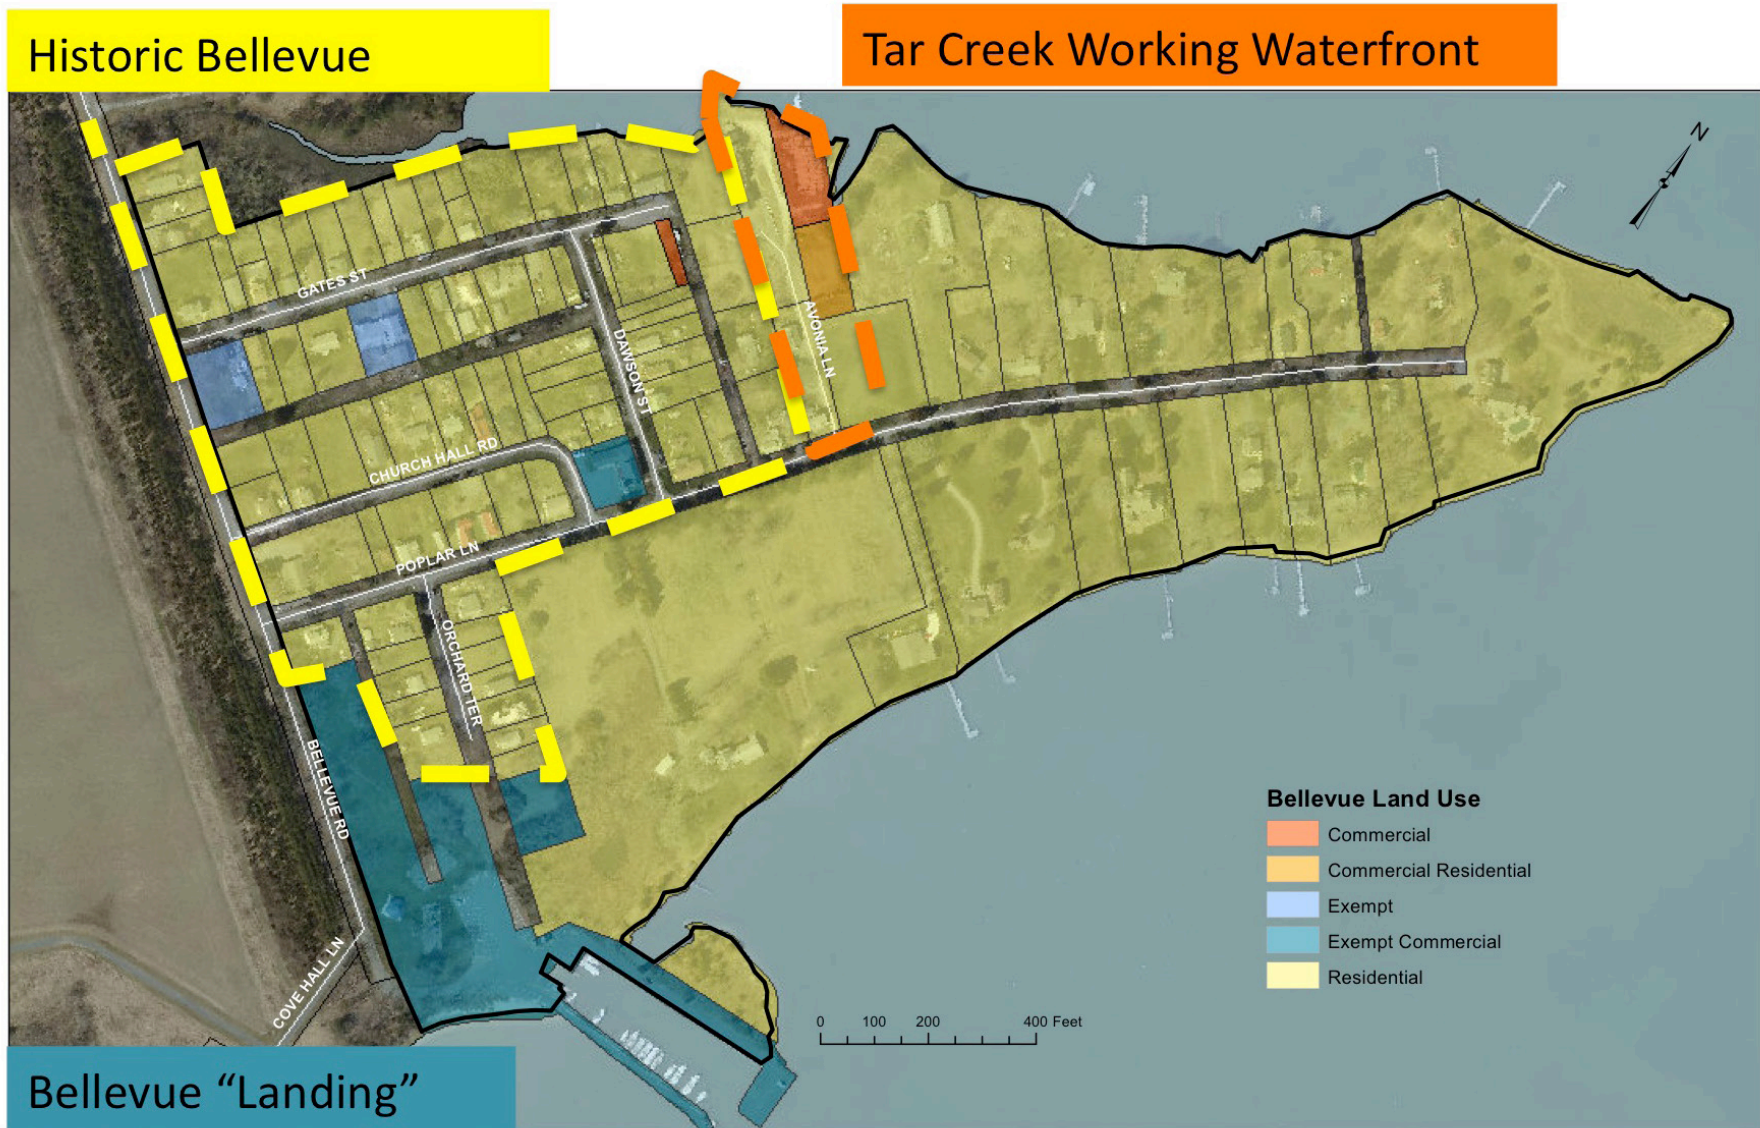 Historic Bellevue
Tar Creek Working Waterfront
N
GATES ST
DAWSON ST
AVONIA LN
CHURCH HALL RD
POPLAR LN
ORCHARD TER
BELLEVUE RD
COVE HALL LN
Bellevue Land Use
Commercial
Commercial Residential
Exempt
Exempt Commercial
Residential
0 100 200 400 Feet
Bellevue “Landing”